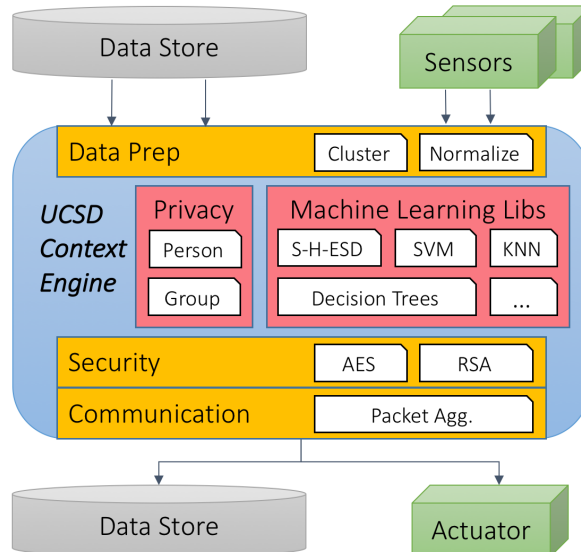 Data Store
Sensors
Data Prep
Cluster
Normalize
UCSD
Context
Engine
Privacy
Person
Group
Machine Learning Libs
S-H-ESD
SVM
KNN
Decision Trees
...
Security
AES
RSA
Communication
Packet Agg.
Data Store
Actuator